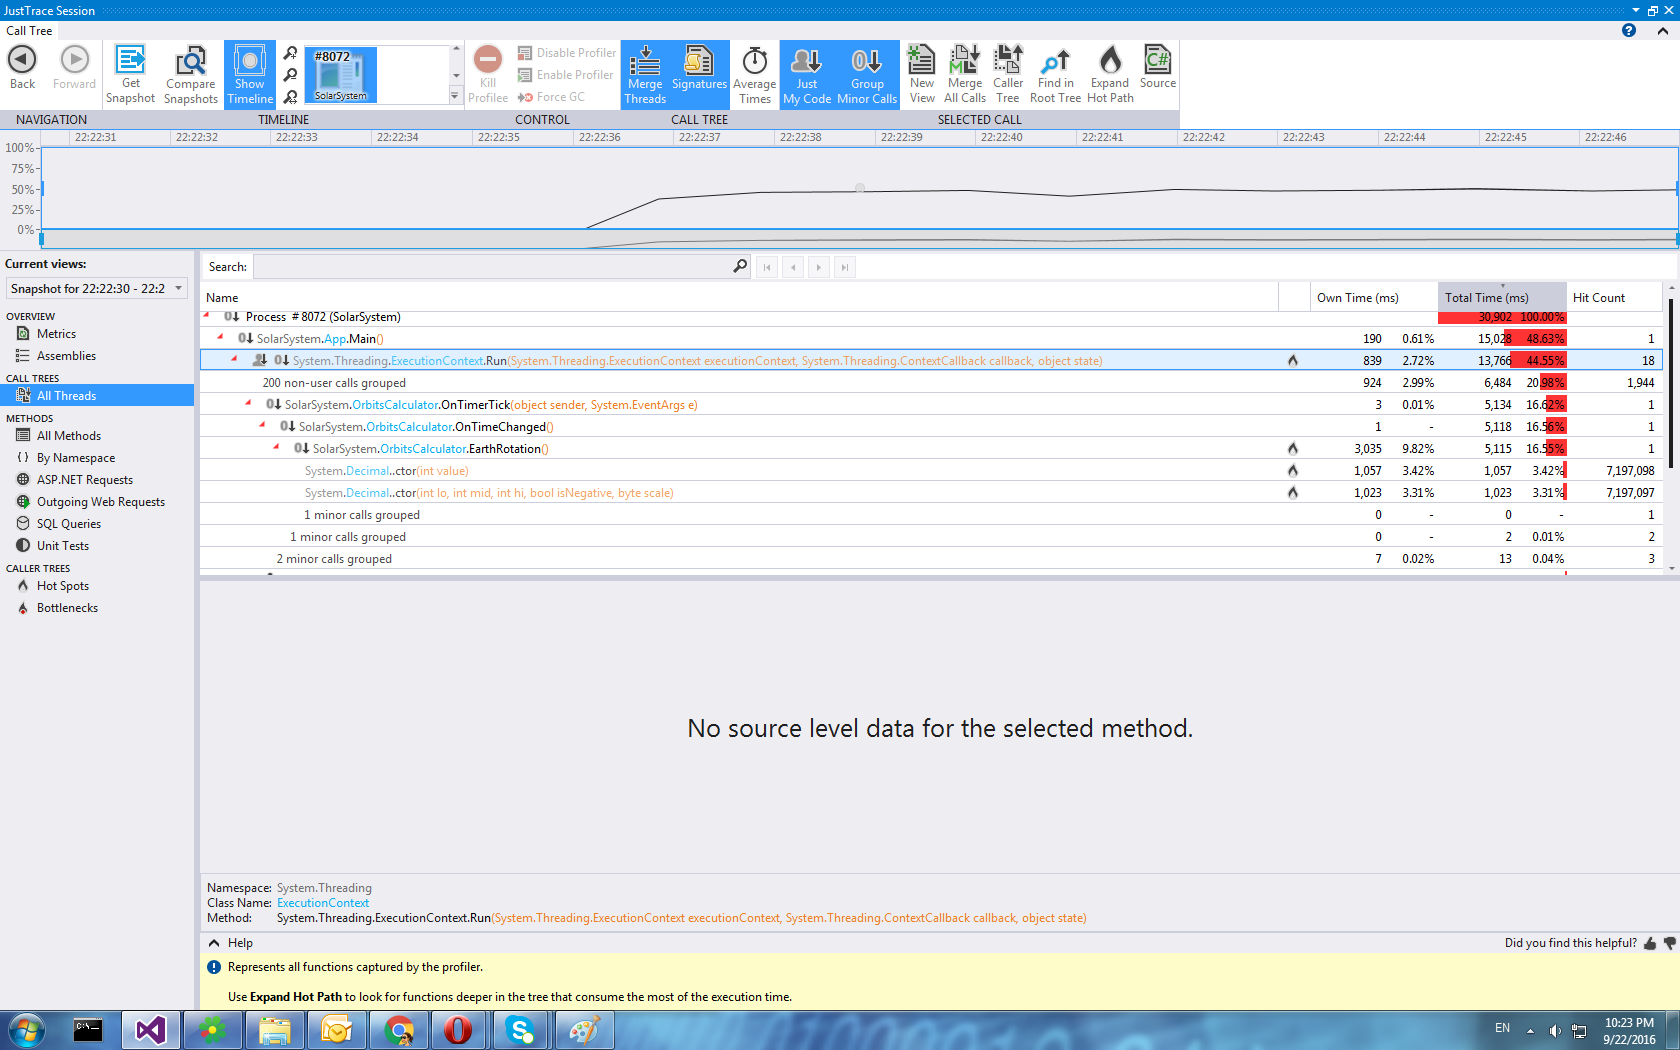 JustTrace Session
Call Tree
Back
Forward
Get Snapshot
Compare Snapshots
Show Timeline
#8072
SolarSystem
Kill Profilee
Disable Profiler
Enable Profiler
Force GC
Merge Threads
Signatures
Average Times
Just My Code
Group Minor Calls
New View
Merge All Calls
Caller Tree
Find in Root Tree
Expand Hot Path
C#
Source
NAVIGATION TIMELINE CONTROL CALL TREE SELECTED CALL
22:22:31 22:22:32 22:22:33 22:22:34 22:22:35 22:22:36 22:22:37 22:22:38 22:22:39 22:22:40 22:22:41 22:22:42 22:22:43 22:22:44 22:22:45 22:22:46
100%
75%
50%
25%
0%
Current views:
Snapshot for 22:22:30 - 22:2
OVERVIEW
Metrics
Assemblies
CALL TREES
All Threads
METHODS
All Methods
By Namespace
ASP.NET Requests
Outgoing Web Requests
SQL Queries
Unit Tests
CALLER TREES
Hot Spots
Bottlenecks
Search:
Name Own Time (ms) Total Time (ms) Hit Count
Process #8072 (SolarSystem) 30,902 100.00%
SolarSystem.App.Main() 190 0.61% 15,028 48.63% 1
System.Threading.ExecutionContext.Run(System.Threading.ExecutionContext executionContext, System.Threading.ContextCallback callback, object state) 839 2.72% 13,766 44.55% 18
200 non-user calls grouped 924 2.99% 6,484 20.98% 1,944
SolarSystem.OrbitsCalculator.OnTimerTick(object sender, System.EventArgs e) 3 0.01% 5,134 16.62% 1
SolarSystem.OrbitsCalculator.OnTimeChanged() 1 - 5,118 16.56% 1
SolarSystem.OrbitsCalculator.EarthRotation() 3,035 9.82% 5,115 16.55% 1
System.Decimal..ctor(int value) 1,057 3.42% 1,057 3.42% 7,197,098
System.Decimal..ctor(int lo, int mid, int hi, bool isNegative, byte scale) 1,023 3.31% 1,023 3.31% 7,197,097
1 minor calls grouped 0 - 0 - 1
1 minor calls grouped 0 - 2 0.01% 2
2 minor calls grouped 7 0.02% 13 0.04% 3
No source level data for the selected method.
Namespace: System.Threading
Class Name: ExecutionContext
Method: System.Threading.ExecutionContext.Run(System.Threading.ExecutionContext executionContext, System.Threading.ContextCallback callback, object state)
Help Did you find this helpful?
Represents all functions captured by the profiler.
Use Expand Hot Path to look for functions deeper in the tree that consume the most of the execution time.
EN
10:23 PM
9/22/2016